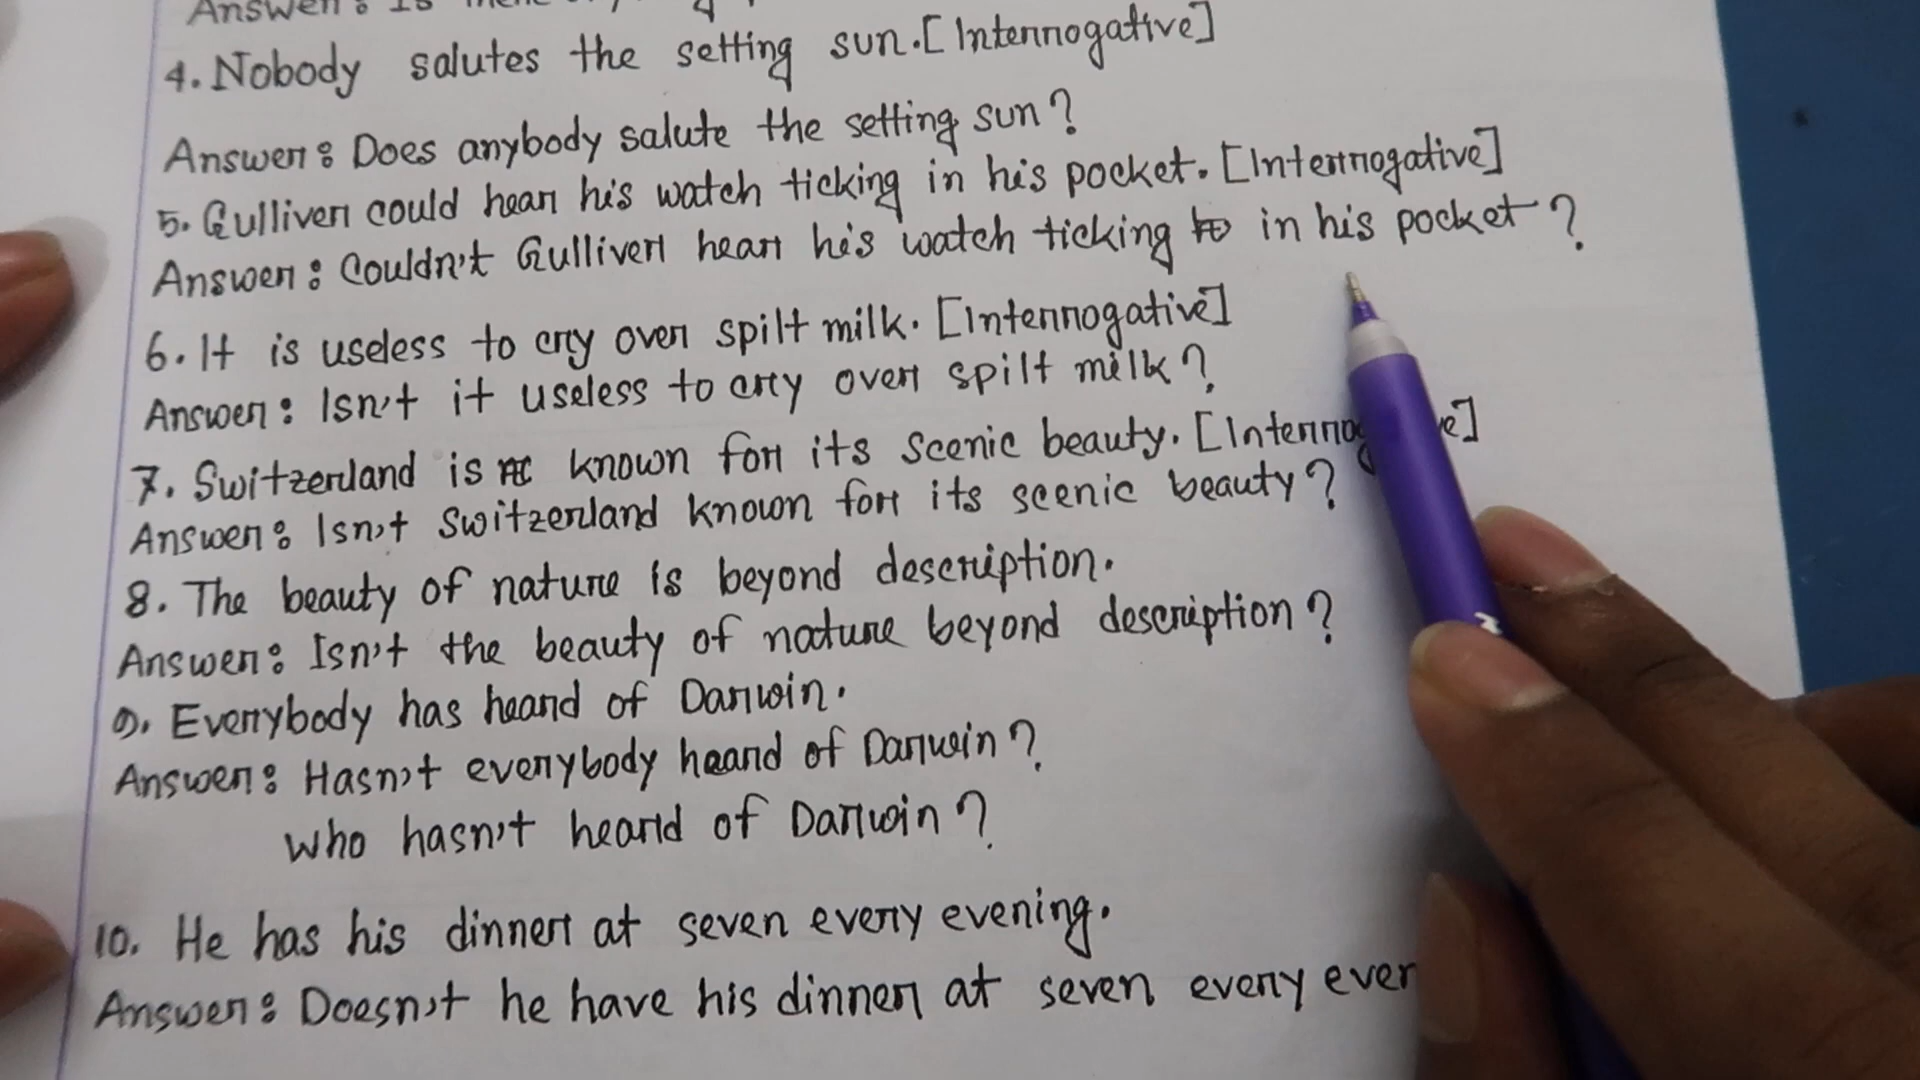 Answer: Is
4. Nobody salutes the setting sun. [Interrogative]
Answer: Does anybody salute the setting sun?
5. Gulliver could hear his watch ticking in his pocket. [Interrogative]
Answer: Couldn't Gulliver hear his watch ticking in his pocket?
6. It is useless to cry over spilt milk. [Interrogative]
Answer: Isn't it useless to cry over spilt milk?
7. Switzerland is known for its scenic beauty. [Interrog e]
Answer: Isn't Switzerland known for its scenic beauty?
8. The beauty of nature is beyond description.
Answer: Isn't the beauty of nature beyond description?
9. Everybody has heard of Darwin.
Answer: Hasn't everybody heard of Darwin?
who hasn't heard of Darwin?
10. He has his dinner at seven every evening.
Answer: Doesn't he have his dinner at seven every even